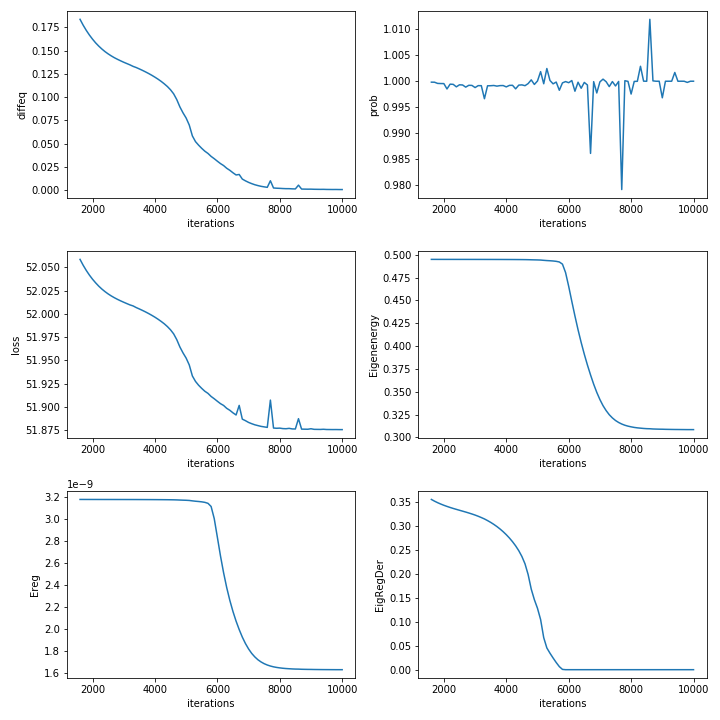 0.175
0.150
0.125
0.100
0.075
0.050
0.025
0.000
diffeq
2000 4000 6000 8000 10000
iterations
1.010
1.005
1.000
0.995
0.990
0.985
0.980
prob
2000 4000 6000 8000 10000
iterations
52.050
52.025
52.000
51.975
51.950
51.925
51.900
51.875
loss
2000 4000 6000 8000 10000
iterations
0.500
0.475
0.450
0.425
0.400
0.375
0.350
0.325
0.300
Eigenenergy
2000 4000 6000 8000 10000
iterations
1e−9
3.2
3.0
2.8
2.6
2.4
2.2
2.0
1.8
1.6
Ereg
2000 4000 6000 8000 10000
iterations
0.35
0.30
0.25
0.20
0.15
0.10
0.05
0.00
EigRegDer
2000 4000 6000 8000 10000
iterations